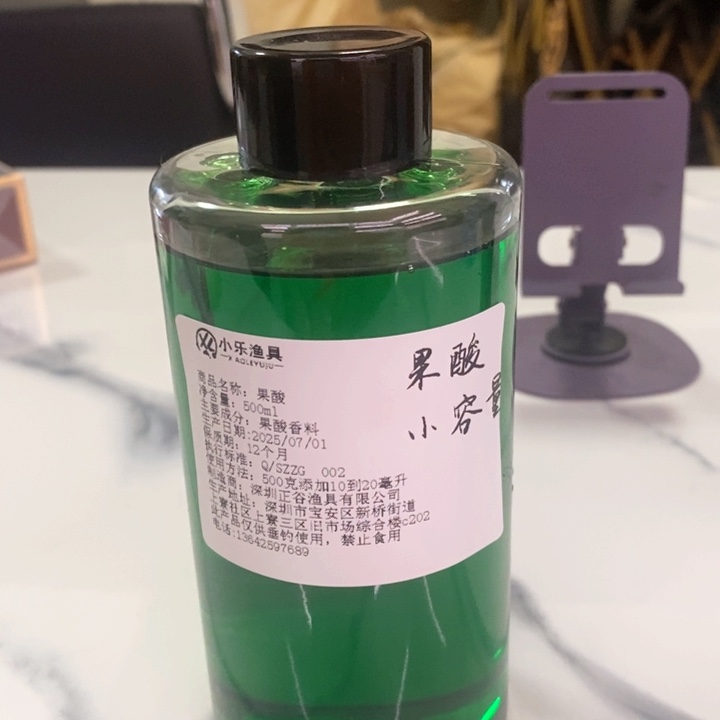 小乐渔具
XIAOLEYUJU
果酸
小容量
商品名称：果酸
净含量：500ml
主要成分：果酸香料
生产日期:2025/07/01
保质期：12个月
执行标准：Q/SZZG 002
使用方法：500克添加10到20毫升
制造商：深圳正谷渔具有限公司
生产地址：深圳市宝安区新桥街道
上寮社区上寮三区旧市场综合楼c202
此产品仅供垂钓使用，禁止食用
电话:13642597689